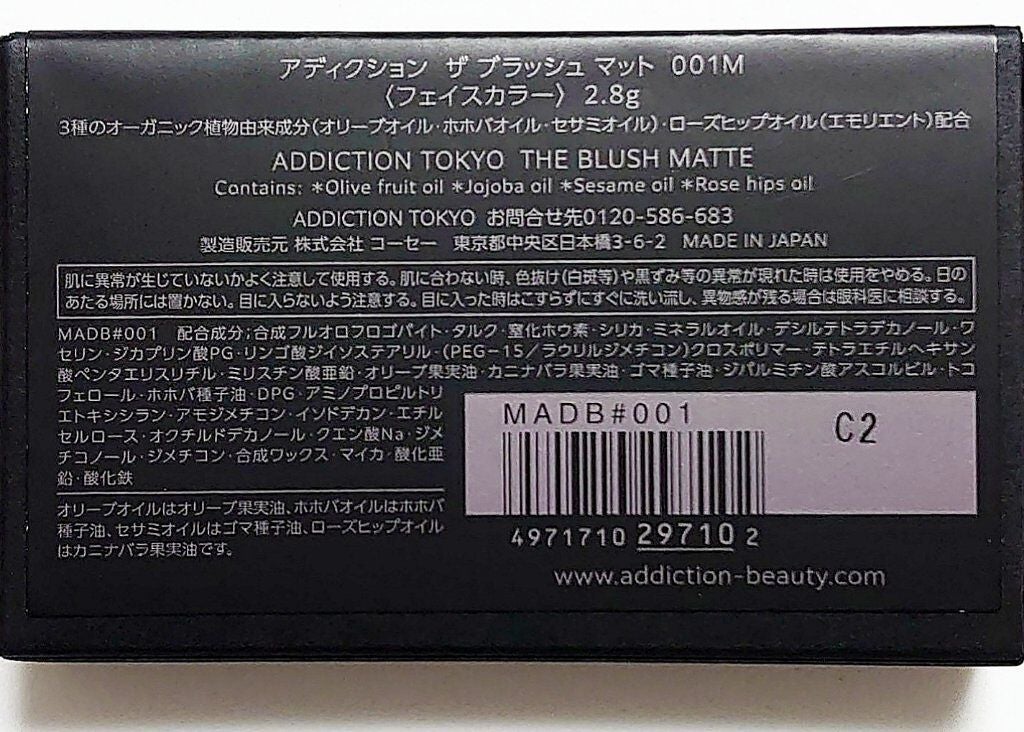 アディクション ザ ブラッシュ マット 001M
〈フェイスカラー〉 2.8g
3種のオーガニック植物由来成分(オリーブオイル・ホホバオイル・セサミオイル)・ローズヒップオイル(エモリエント)配合
ADDICTION TOKYO THE BLUSH MATTE
Contains: *Olive fruit oil *Jojoba oil *Sesame oil *Rose hips oil
ADDICTION TOKYO お問合せ先0120-586-683
製造販売元 株式会社 コーセー 東京都中央区日本橋3-6-2 MADE IN JAPAN
肌に異常が生じていないかよく注意して使用する。肌に合わない時、色抜け(白斑等)や黒ずみ等の異常が現れた時は使用をやめる。日の
あたる場所には置かない。目に入らないよう注意する。目に入った時はこすらずにすぐに洗い流し、異物感が残る場合は眼科医に相談する。
MADB#001 配合成分;合成フルオロフロゴパイト・タルク・窒化ホウ素・シリカ・ミネラルオイル・デシルテトラデカノール・ワ
セリン・ジカプリン酸PG・リンゴ酸ジイソステアリル・(PEG-15/ラウリルジメチコン)クロスポリマー・テトラエチルヘキサン
酸ペンタエリスリチル・ミリスチン酸亜鉛・オリーブ果実油・カニナバラ果実油・ゴマ種子油・ジパルミチン酸アスコルビル・トコ
フェロール・ホホバ種子油・DPG・アミノプロピルトリ
エトキシシラン・アモジメチコン・イソドデカン・エチル
セルロース・オクチルドデカノール・クエン酸Na・ジメ
チコノール・ジメチコン・合成ワックス・マイカ・酸化亜
鉛・酸化鉄
オリーブオイルはオリーブ果実油、ホホバオイルはホホバ
種子油、セサミオイルはゴマ種子油、ローズヒップオイル
はカニナバラ果実油です。
MADB#001
C2
4971710 29710 2
www.addiction-beauty.com